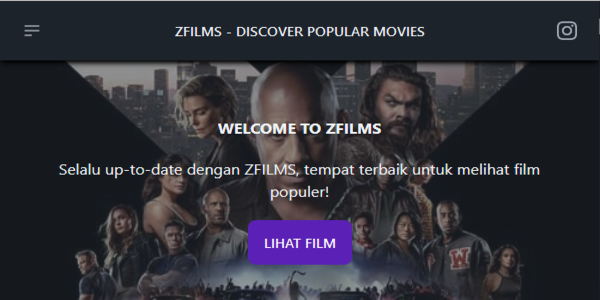 ZFILMS - DISCOVER POPULAR MOVIES
WELCOME TO ZFILMS
Selalu up-to-date dengan ZFILMS, tempat terbaik untuk melihat film
populer!
LIHAT FILM
W